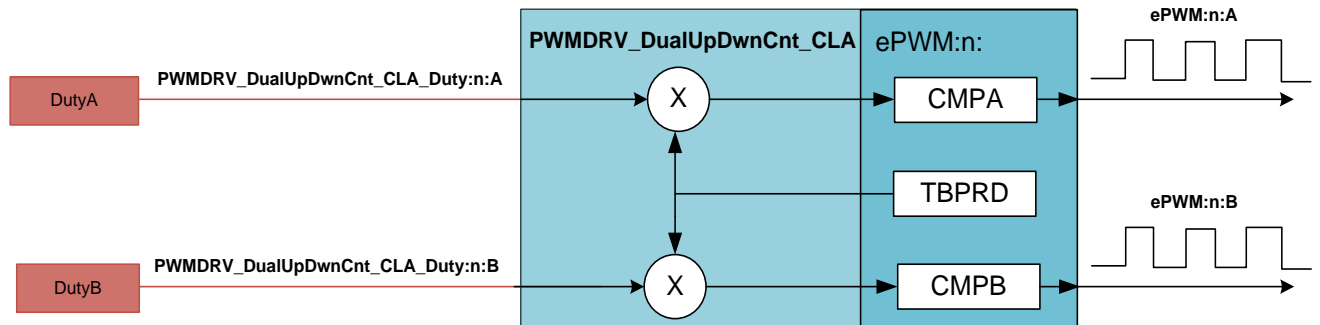 ePWM:n:A
PWMDRV_DualUpDwnCnt_CLA
ePWM:n:
PWMDRV_DualUpDwnCnt_CLA_Duty:n:A
DutyA
X
CMPA
TBPRD
ePWM:n:B
PWMDRV_DualUpDwnCnt_CLA_Duty:n:B
DutyB
X
CMPB